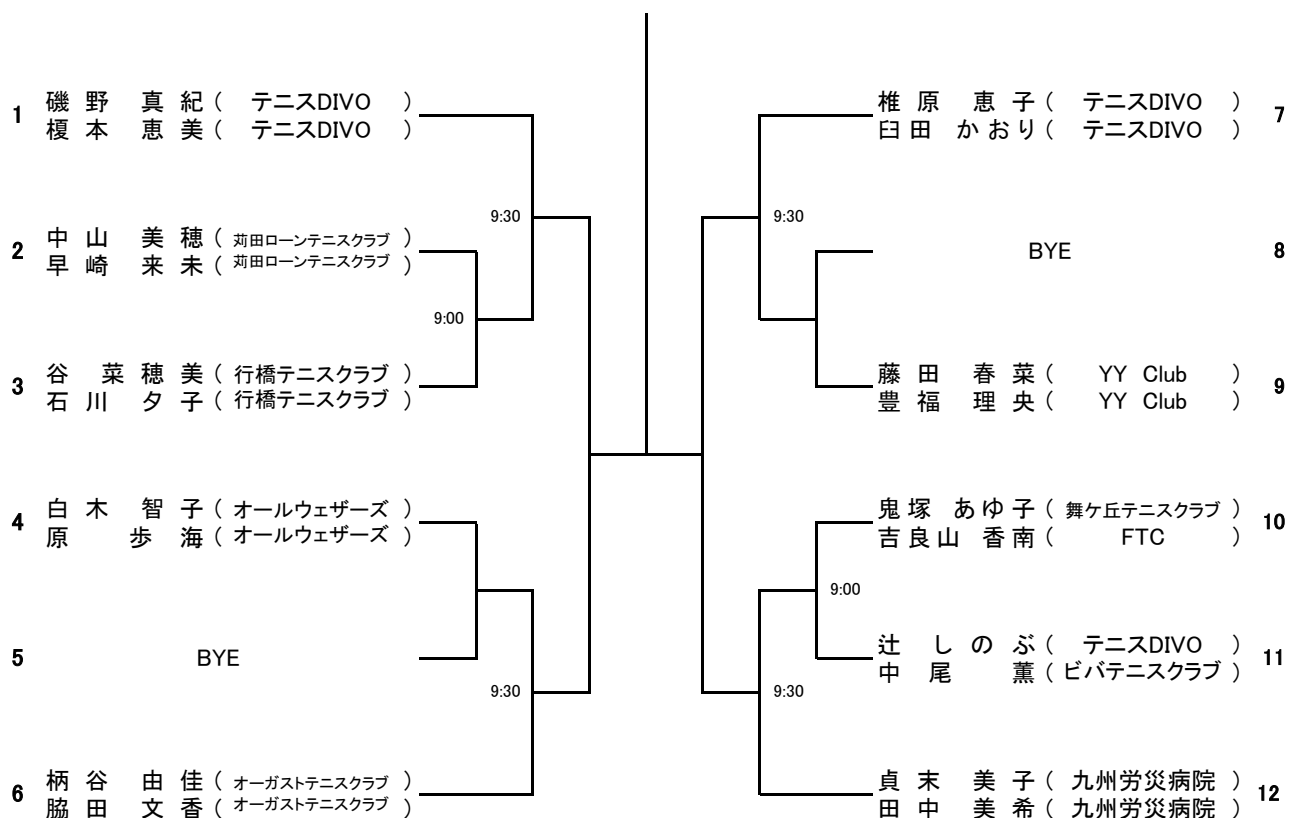 1 磯野 真紀 ( テニスDIVO )
榎本 恵美 ( テニスDIVO )
9:30
2 中山 美穂 ( 苅田ローンテニスクラブ )
早崎 来未 ( 苅田ローンテニスクラブ )
9:00
3 谷 菜穂美 ( 行橋テニスクラブ )
石川 夕子 ( 行橋テニスクラブ )
4 白木 智子 ( オールウェザーズ )
原 歩海 ( オールウェザーズ )
5 BYE
9:30
6 柄谷 由佳 ( オーガストテニスクラブ )
脇田 文香 ( オーガストテニスクラブ )
椎原 恵子 ( テニスDIVO ) 7
臼田 かおり ( テニスDIVO )
9:30
BYE 8
藤田 春菜 ( YY Club ) 9
豊福 理央 ( YY Club )
鬼塚 あゆ子 ( 舞ケ丘テニスクラブ ) 10
吉良山 香南 ( FTC )
9:00
辻 しのぶ ( テニスDIVO ) 11
中尾 薫 ( ビバテニスクラブ )
9:30
貞末 美子 ( 九州労災病院 ) 12
田中 美希 ( 九州労災病院 )